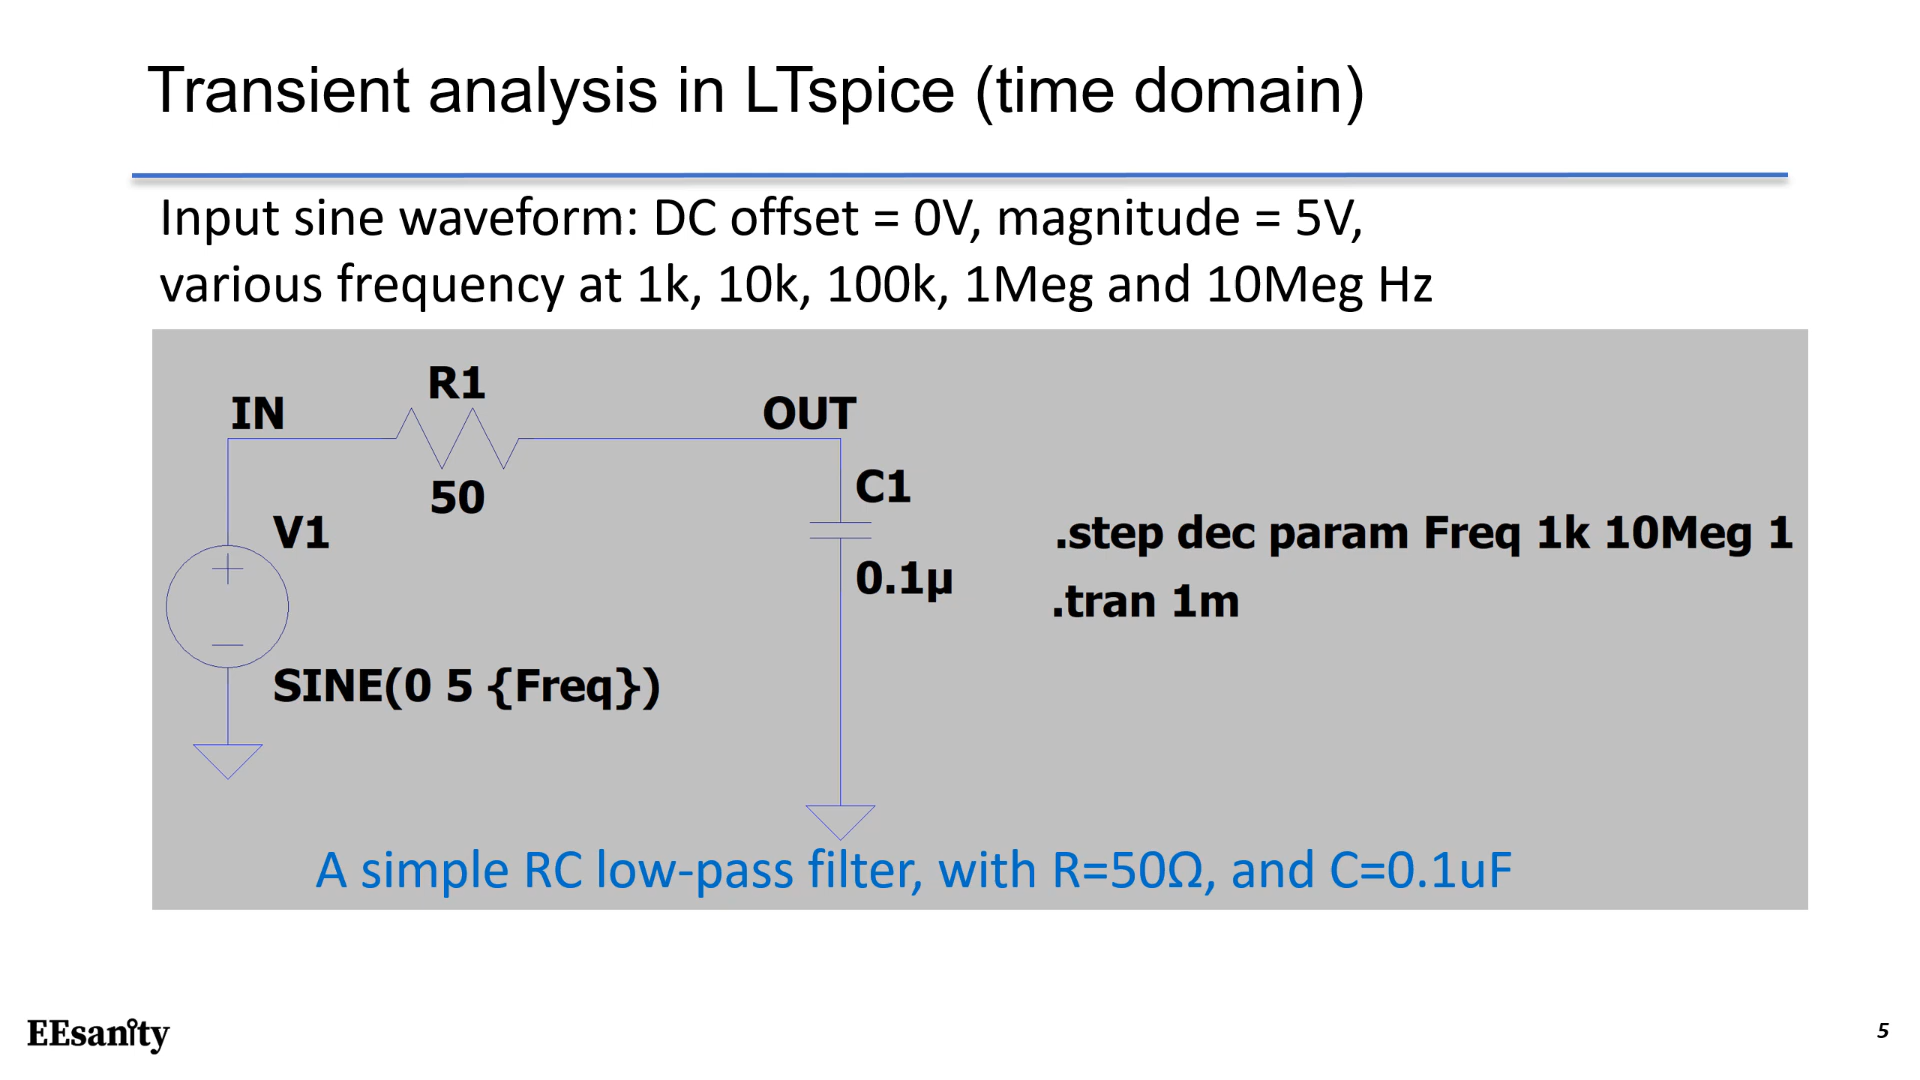 Transient analysis in LTspice (time domain)
Input sine waveform: DC offset = 0V, magnitude = 5V,
various frequency at 1k, 10k, 100k, 1Meg and 10Meg Hz
R1
IN
OUT
50
C1
V1
.step dec param Freq 1k 10Meg 1
0.1µ
.tran 1m
SINE(0 5 {Freq})
A simple RC low-pass filter, with R=50Ω, and C=0.1uF
EEsanity
5